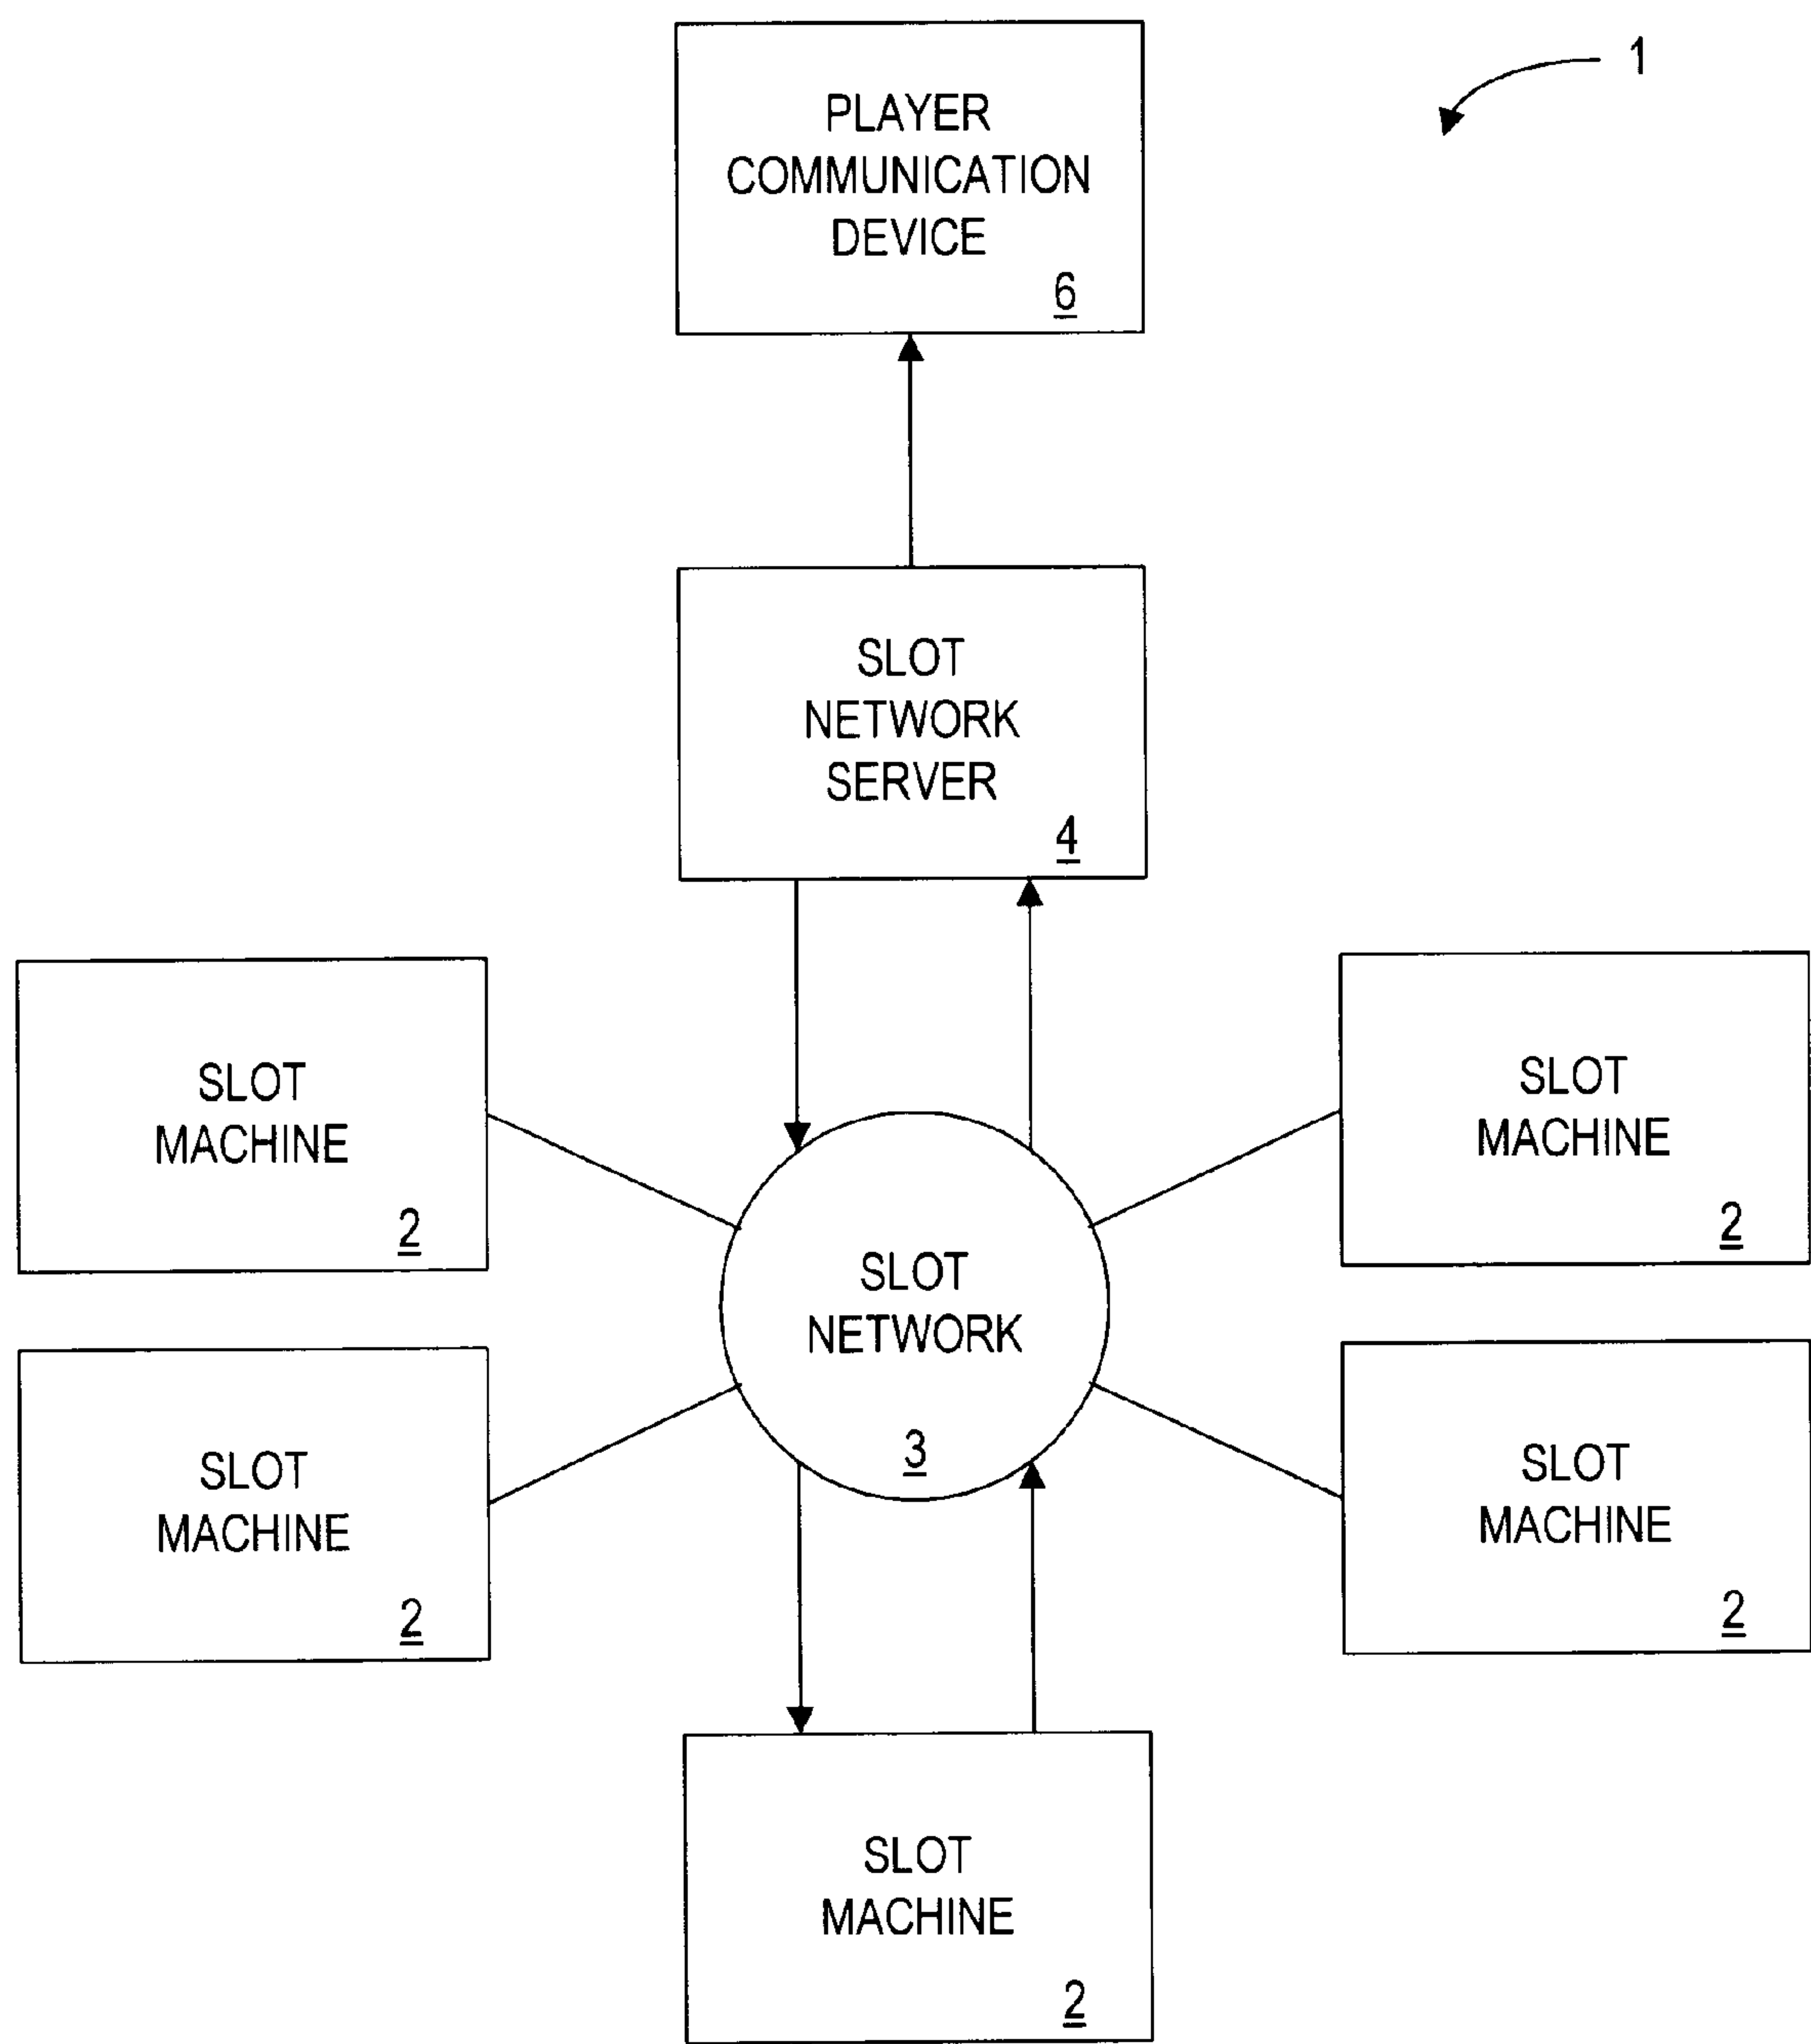 1
PLAYER
COMMUNICATION
DEVICE
6
SLOT
NETWORK
SERVER
4
SLOT
MACHINE
2
SLOT
MACHINE
2
SLOT
NETWORK
3
SLOT
MACHINE
2
SLOT
MACHINE
2
SLOT
MACHINE
2